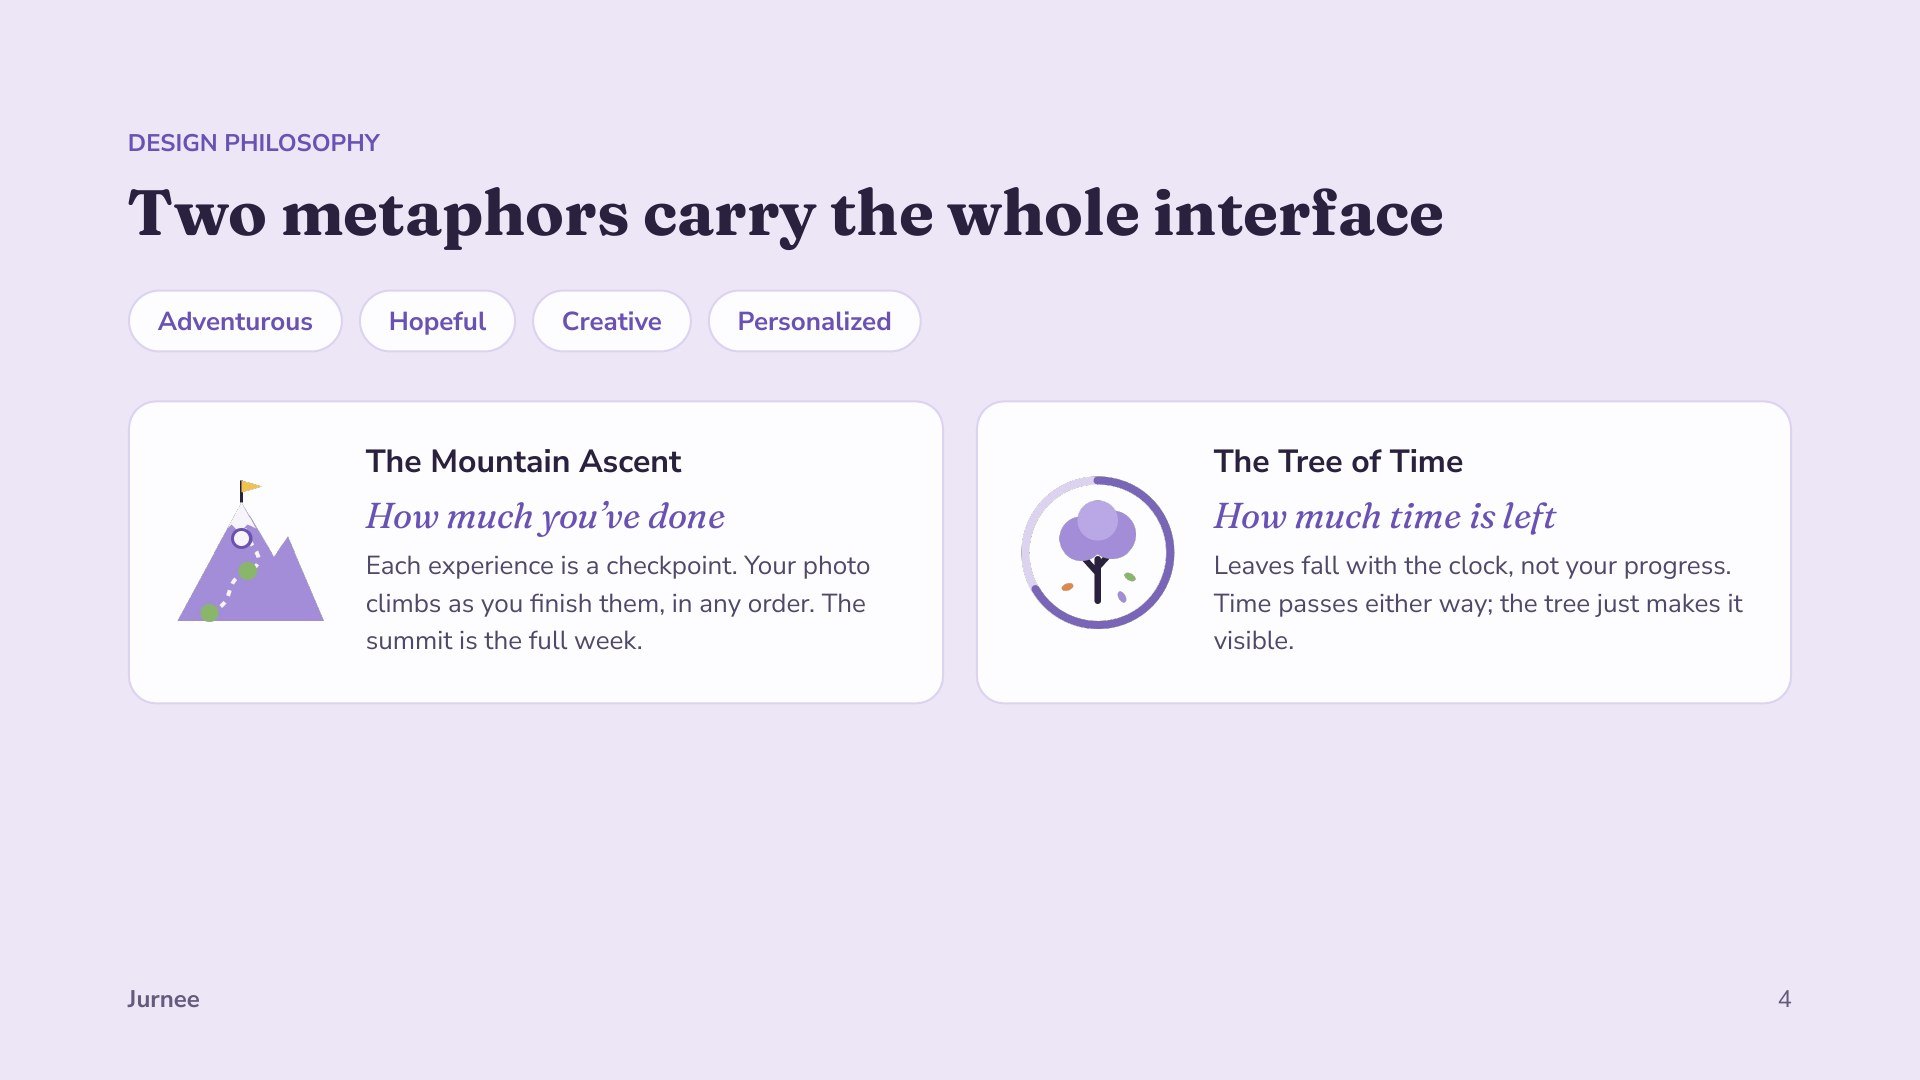 DESIGN PHILOSOPHY
Two metaphors carry the whole interface
Adventurous
Hopeful
Creative
Personalized
The Mountain Ascent
How much you’ve done
Each experience is a checkpoint. Your photo
climbs as you finish them, in any order. The
summit is the full week.
The Tree of Time
How much time is left
Leaves fall with the clock, not your progress.
Time passes either way; the tree just makes it
visible.
Jurnee
4